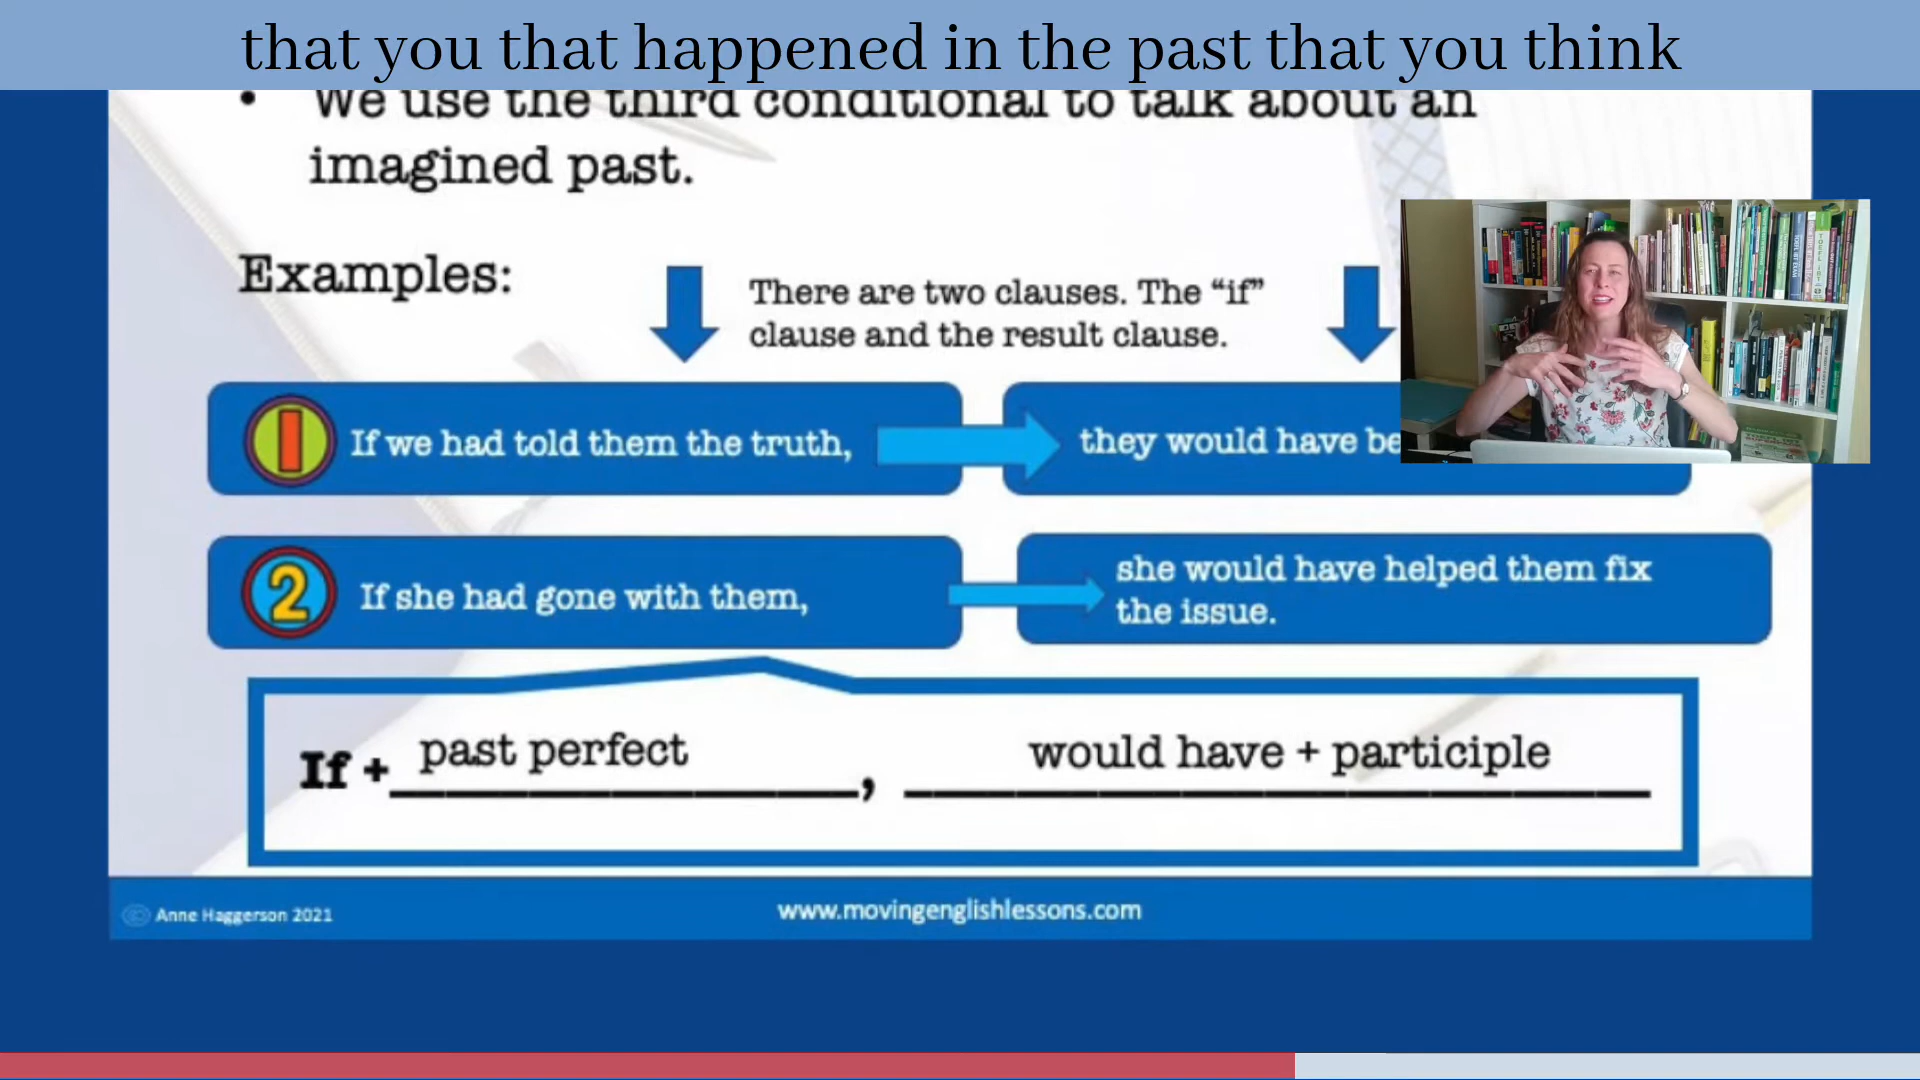 that you that happened in the past that you think
• We use the third conditional to talk about an
imagined past.
Examples:
There are two clauses. The “if”
clause and the result clause.
1 If we had told them the truth,
they would have be
2 If she had gone with them,
she would have helped them fix
the issue.
If + past perfect, would have + participle
© Anne Haggerson 2021
www.movingenglishlessons.com